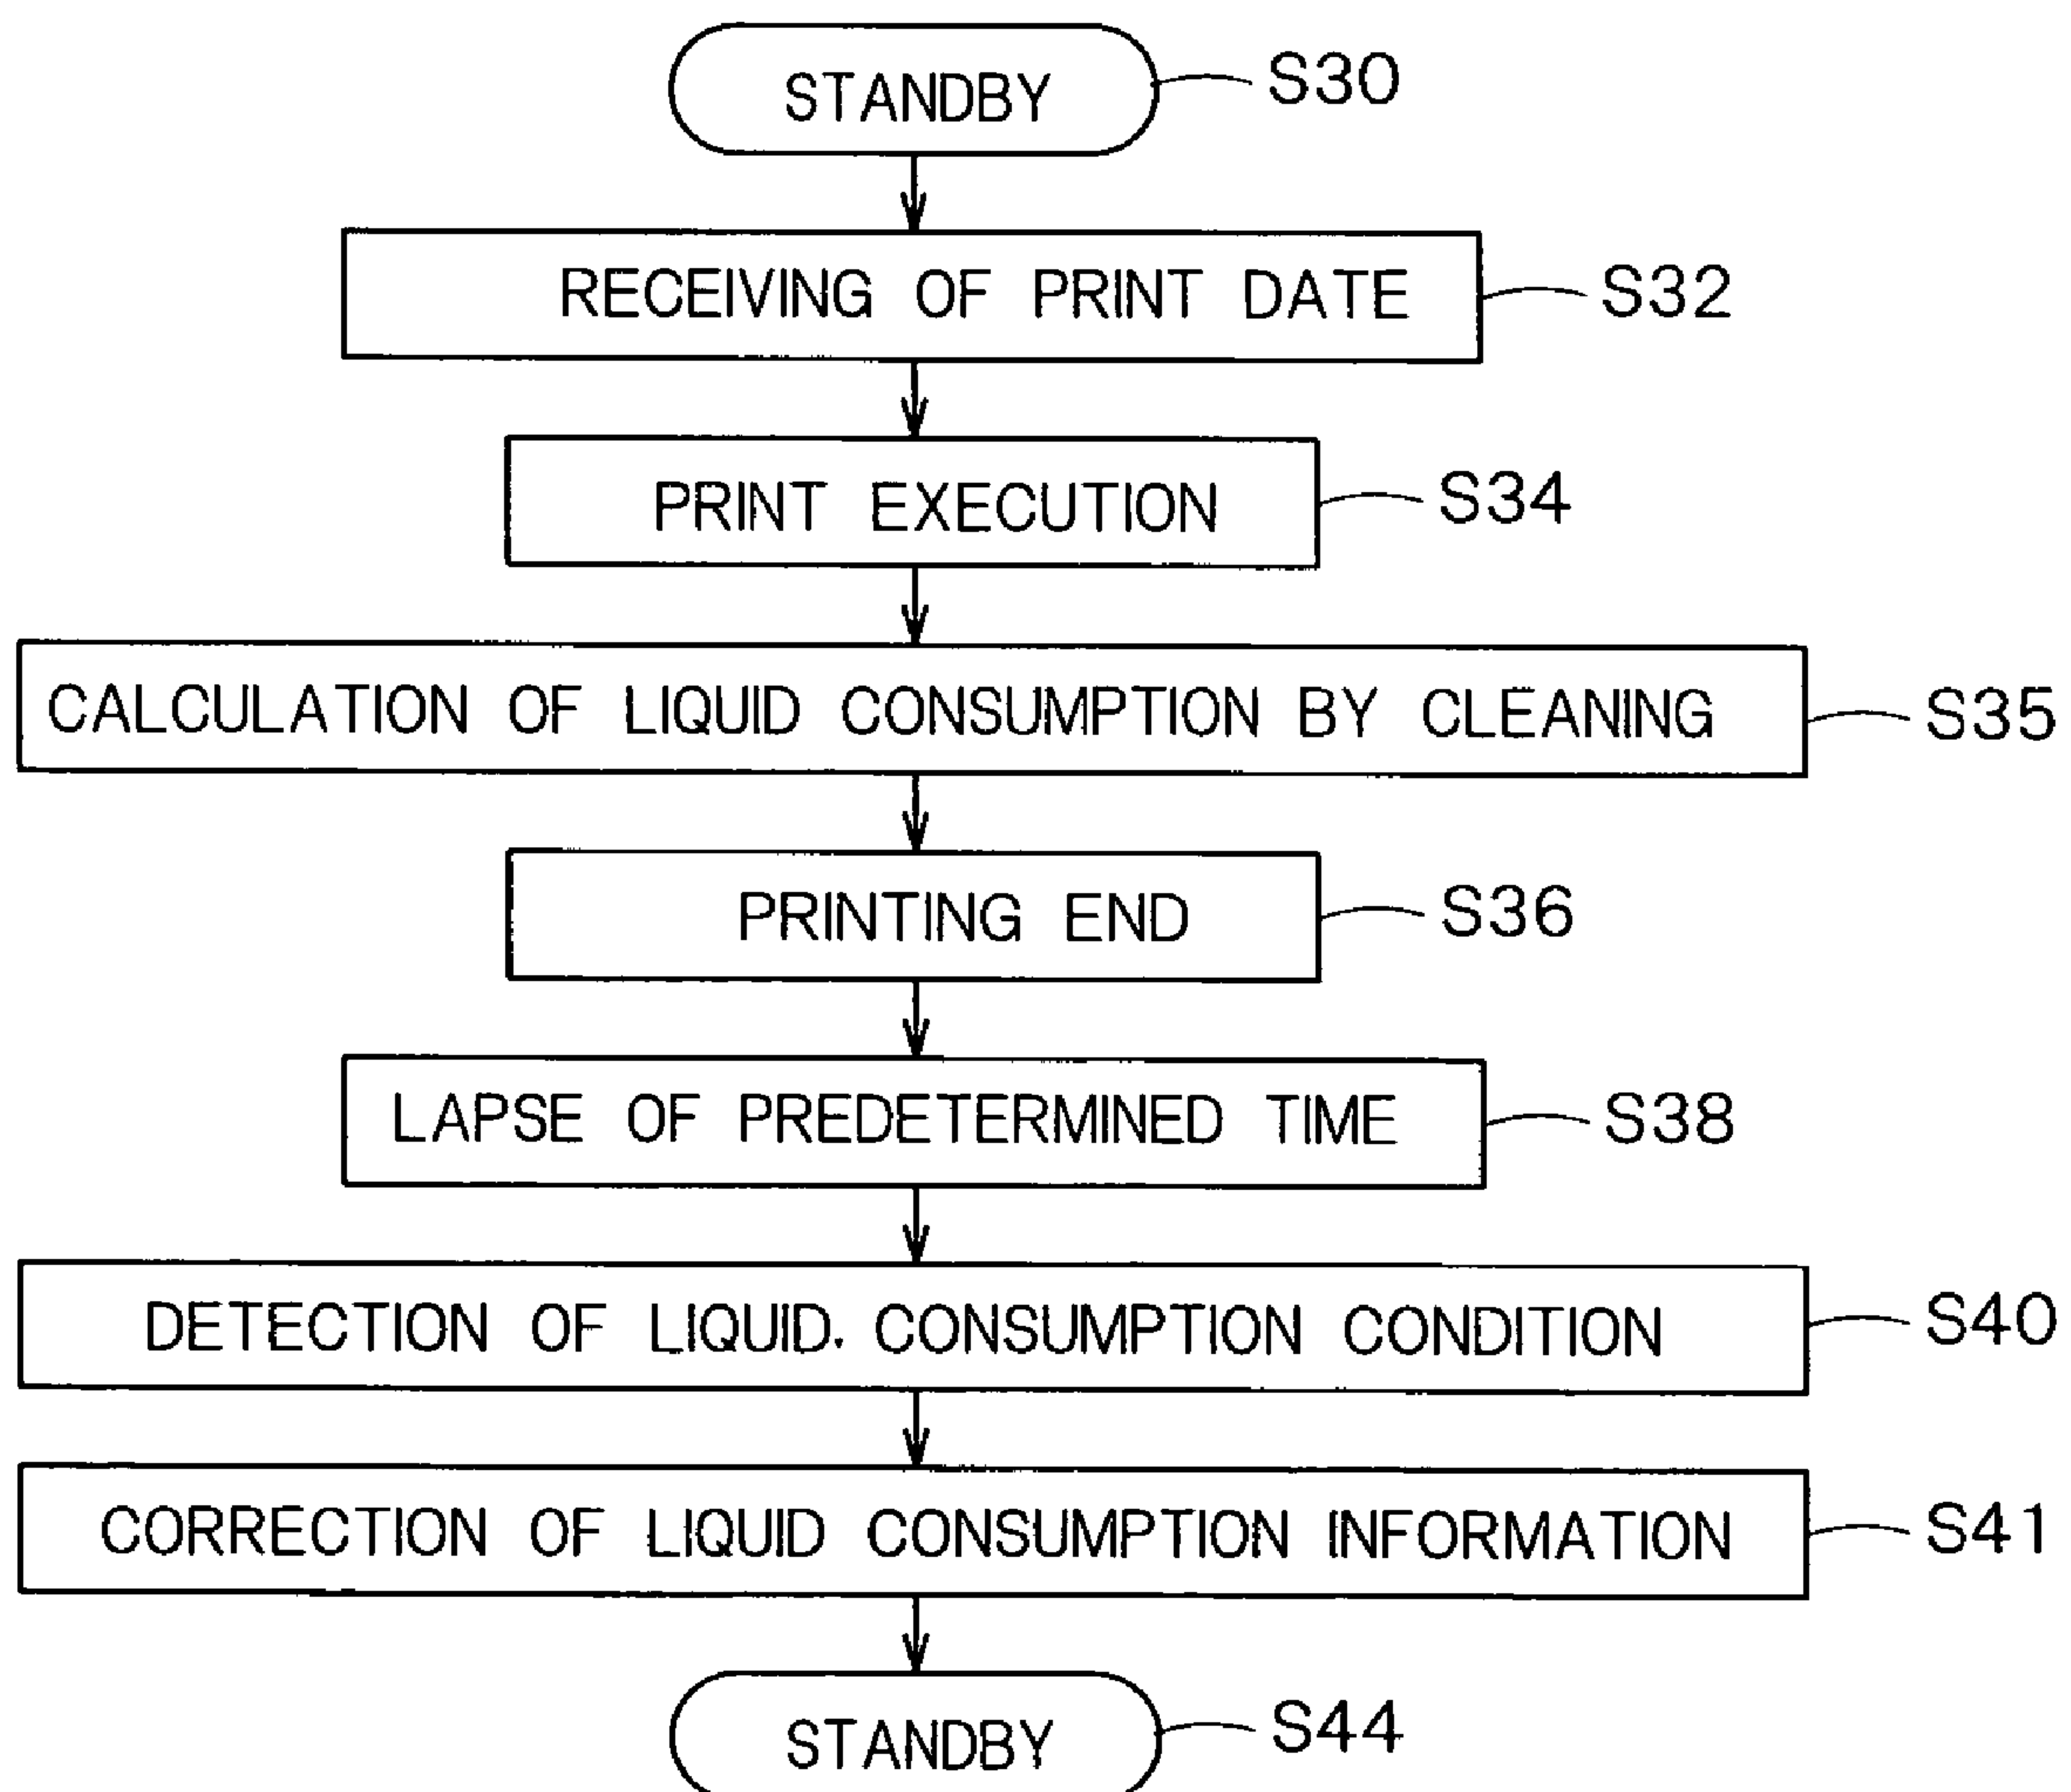 STANDBY S30
RECEIVING OF PRINT DATE S32
PRINT EXECUTION S34
CALCULATION OF LIQUID CONSUMPTION BY CLEANING S35
PRINTING END S36
LAPSE OF PREDETERMINED TIME S38
DETECTION OF LIQUID. CONSUMPTION CONDITION S40
CORRECTION OF LIQUID CONSUMPTION INFORMATION S41
STANDBY S44